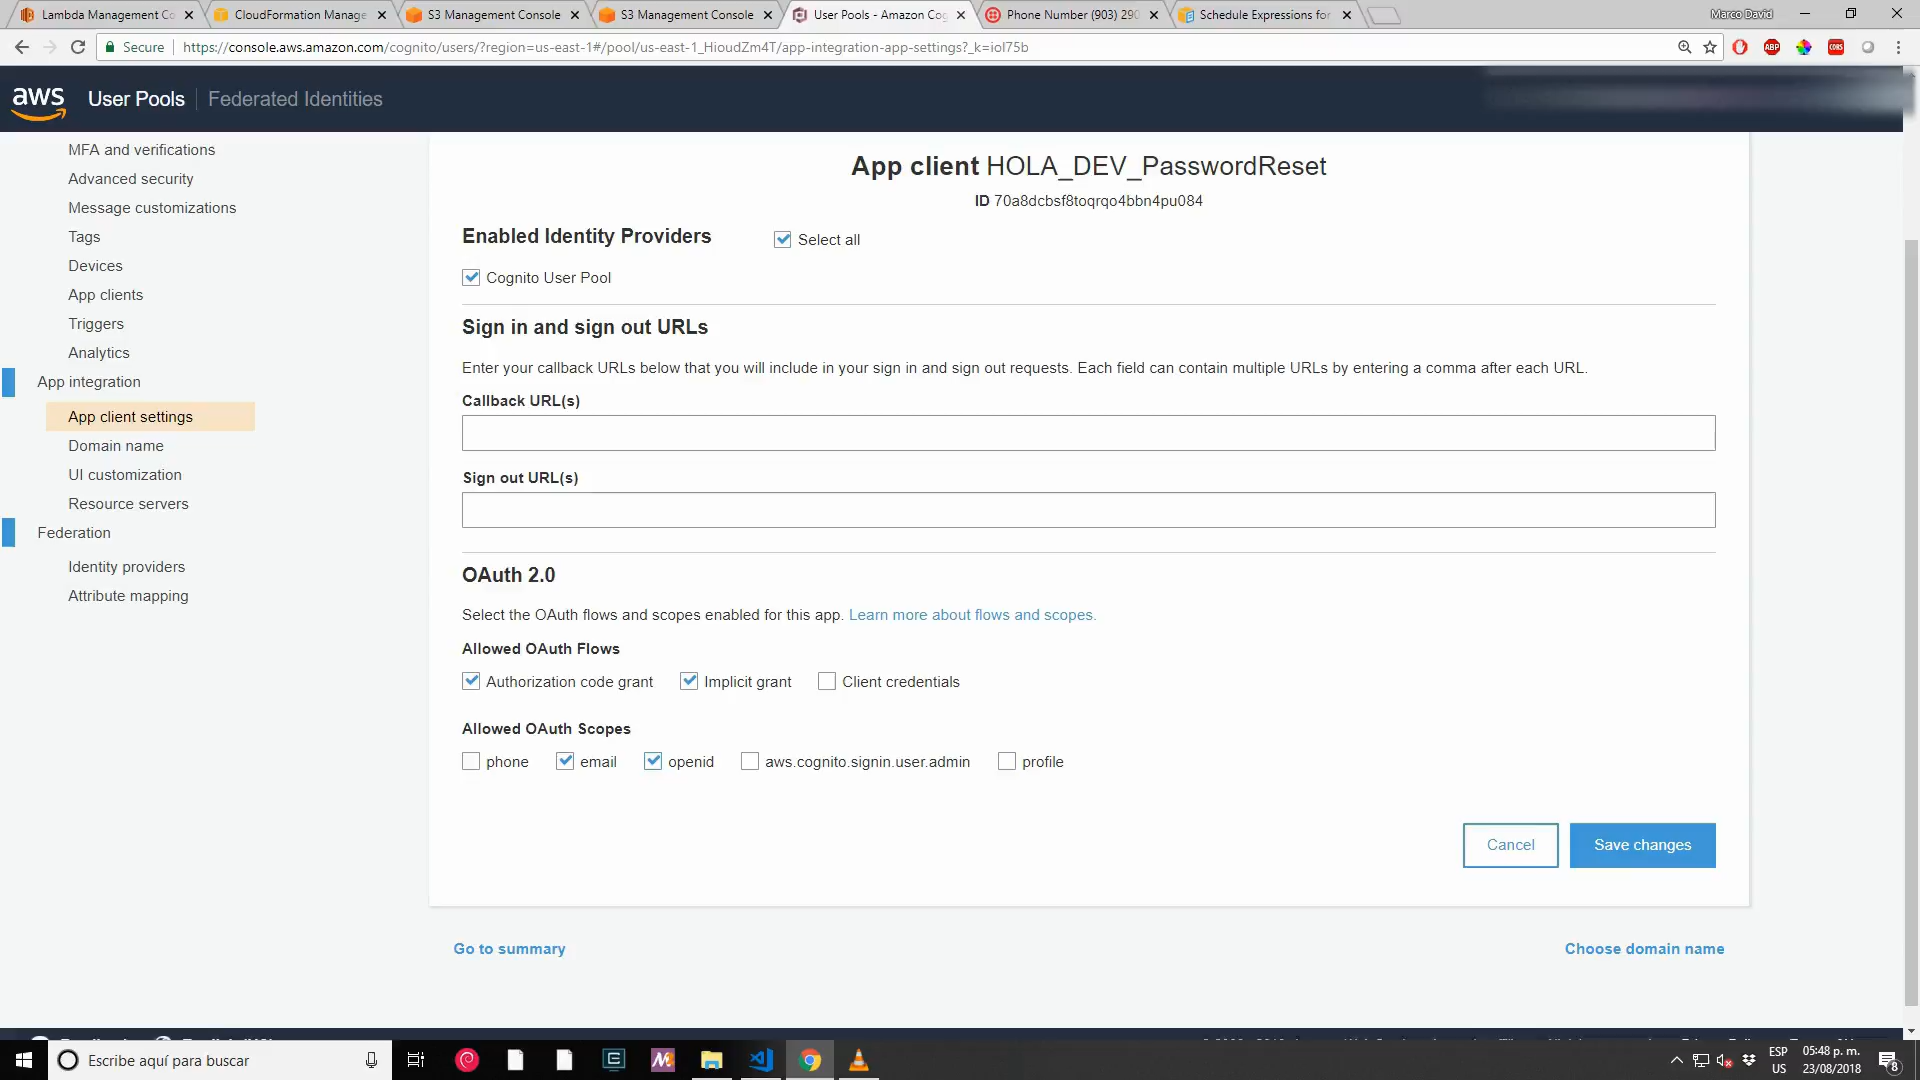 Lambda Management Co
CloudFormation Manage
S3 Management Console
S3 Management Console
User Pools - Amazon Cog
Phone Number (903) 290
Schedule Expressions for
Marco David
Secure
https://console.aws.amazon.com/cognito/users/?region=us-east-1#/pool/us-east-1_HioudZm4T/app-integration-app-settings?_k=iol75b
ABP
CORS
aws
User Pools
Federated Identities
MFA and verifications
Advanced security
Message customizations
Tags
Devices
App clients
Triggers
Analytics
App integration
App client settings
Domain name
UI customization
Resource servers
Federation
Identity providers
Attribute mapping
App client HOLA_DEV_PasswordReset
ID 70a8dcbsf8toqrqo4bbn4pu084
Enabled Identity Providers
Select all
Cognito User Pool
Sign in and sign out URLs
Enter your callback URLs below that you will include in your sign in and sign out requests. Each field can contain multiple URLs by entering a comma after each URL.
Callback URL(s)
Sign out URL(s)
OAuth 2.0
Select the OAuth flows and scopes enabled for this app. Learn more about flows and scopes.
Allowed OAuth Flows
Authorization code grant
Implicit grant
Client credentials
Allowed OAuth Scopes
phone
email
openid
aws.cognito.signin.user.admin
profile
Cancel
Save changes
Go to summary
Choose domain name
Escribe aquí para buscar
ESP
US
05:48 p. m.
23/08/2018
8